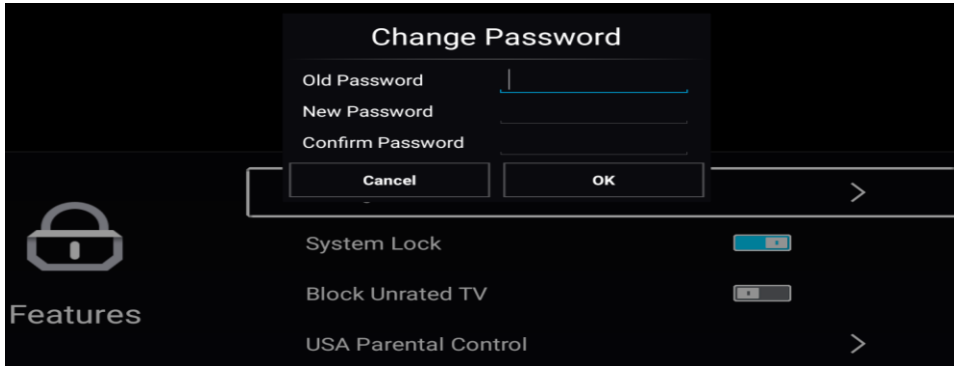 Change Password
Old Password
New Password
Confirm Password
Cancel OK
System Lock
Block Unrated TV
Features
USA Parental Control